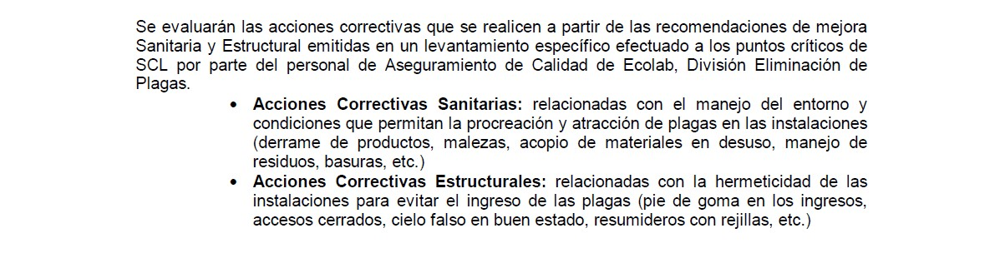 Se evaluarán las acciones correctivas que se realicen a partir de las recomendaciones de mejora
Sanitaria y Estructural emitidas en un levantamiento específico efectuado a los puntos críticos de
SCL por parte del personal de Aseguramiento de Calidad de Ecolab, División Eliminación de
Plagas.
• Acciones Correctivas Sanitarias: relacionadas con el manejo del entorno y
condiciones que permitan la procreación y atracción de plagas en las instalaciones
(derrame de productos, malezas, acopio de materiales en desuso, manejo de
residuos, basuras, etc.)
• Acciones Correctivas Estructurales: relacionadas con la hermeticidad de las
instalaciones para evitar el ingreso de las plagas (pie de goma en los ingresos,
accesos cerrados, cielo falso en buen estado, resumideros con rejillas, etc.)